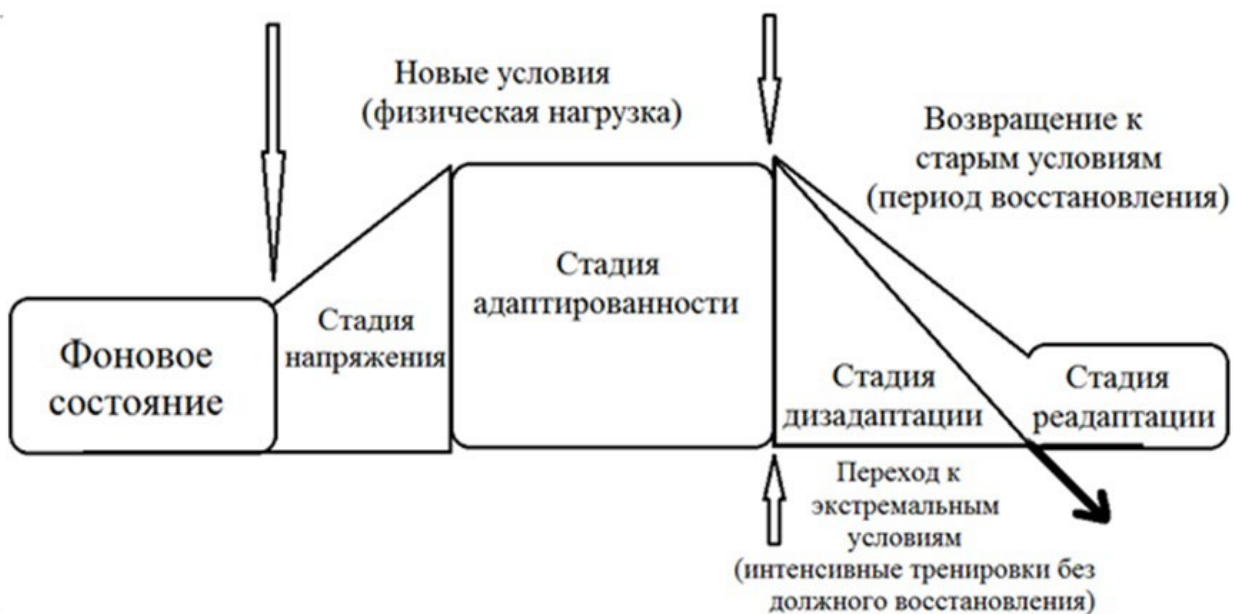 Новые условия
(физическая нагрузка)
Возвращение к
старым условиям
(период восстановления)
Фоновое
состояние
Стадия
напряжения
Стадия
адаптированности
Стадия
дизадаптации
Стадия
реадаптации
Переход к
экстремальным
условиям
(интенсивные тренировки без
должного восстановления)